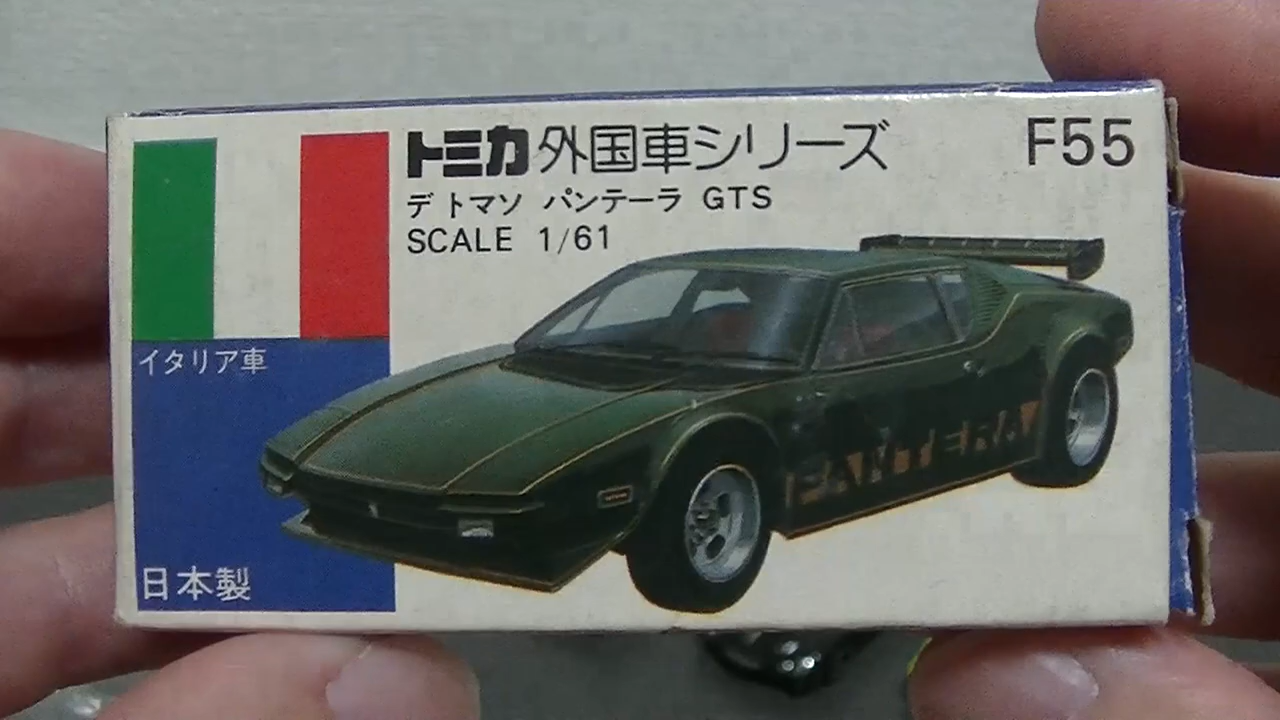 トミカ外国車シリーズ F55
デ トマソ パンテーラ GTS
SCALE 1/61
イタリア車
PANTERA
日本製